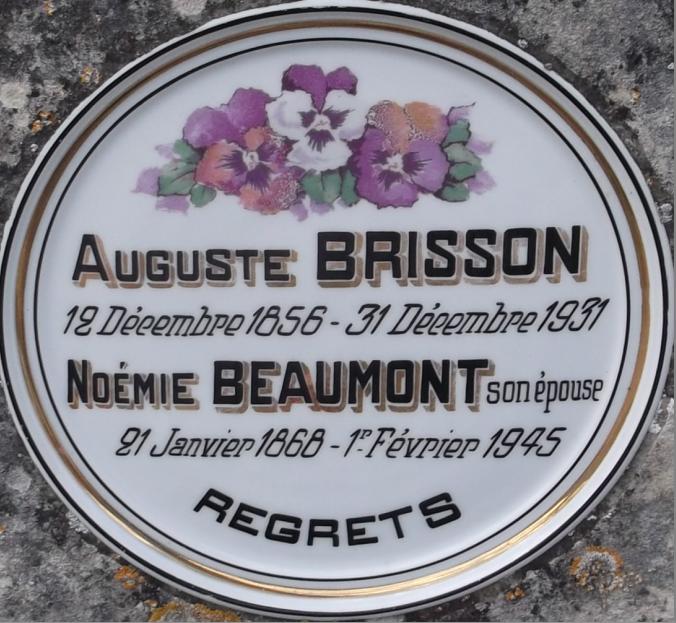 AUGUSTE BRISSON
12 Décembre 1856 - 31 Décembre 1931
NOÉMIE BEAUMONT son épouse
21 Janvier 1868 - 1er Février 1945
REGRETS